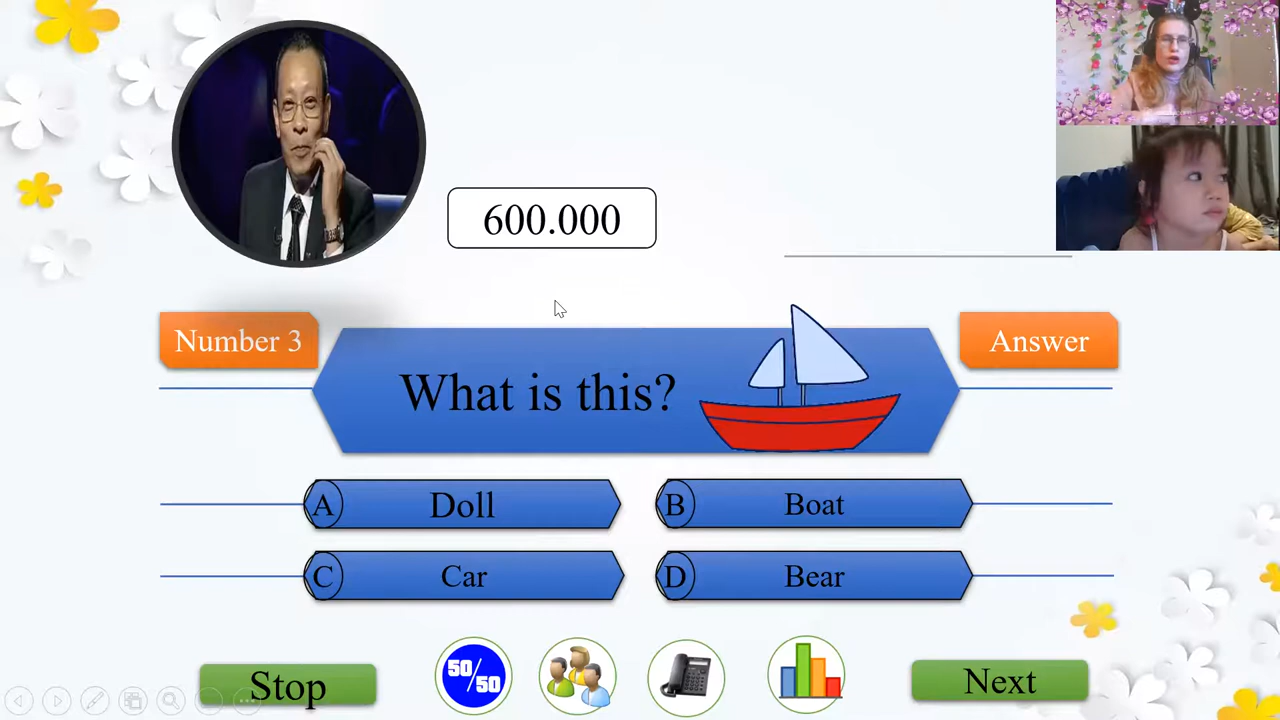 600.000
Number 3
Answer
What is this?
A Doll
B Boat
C Car
D Bear
50/50
Stop
Next